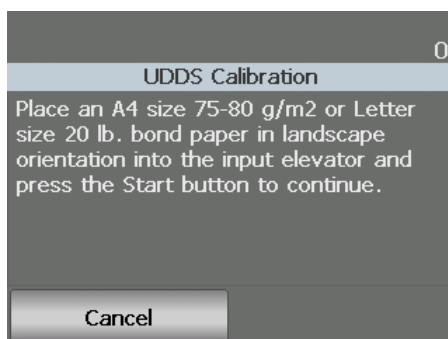 0
UDDS Calibration
Place an A4 size 75-80 g/m2 or Letter
size 20 lb. bond paper in landscape
orientation into the input elevator and
press the Start button to continue.
Cancel